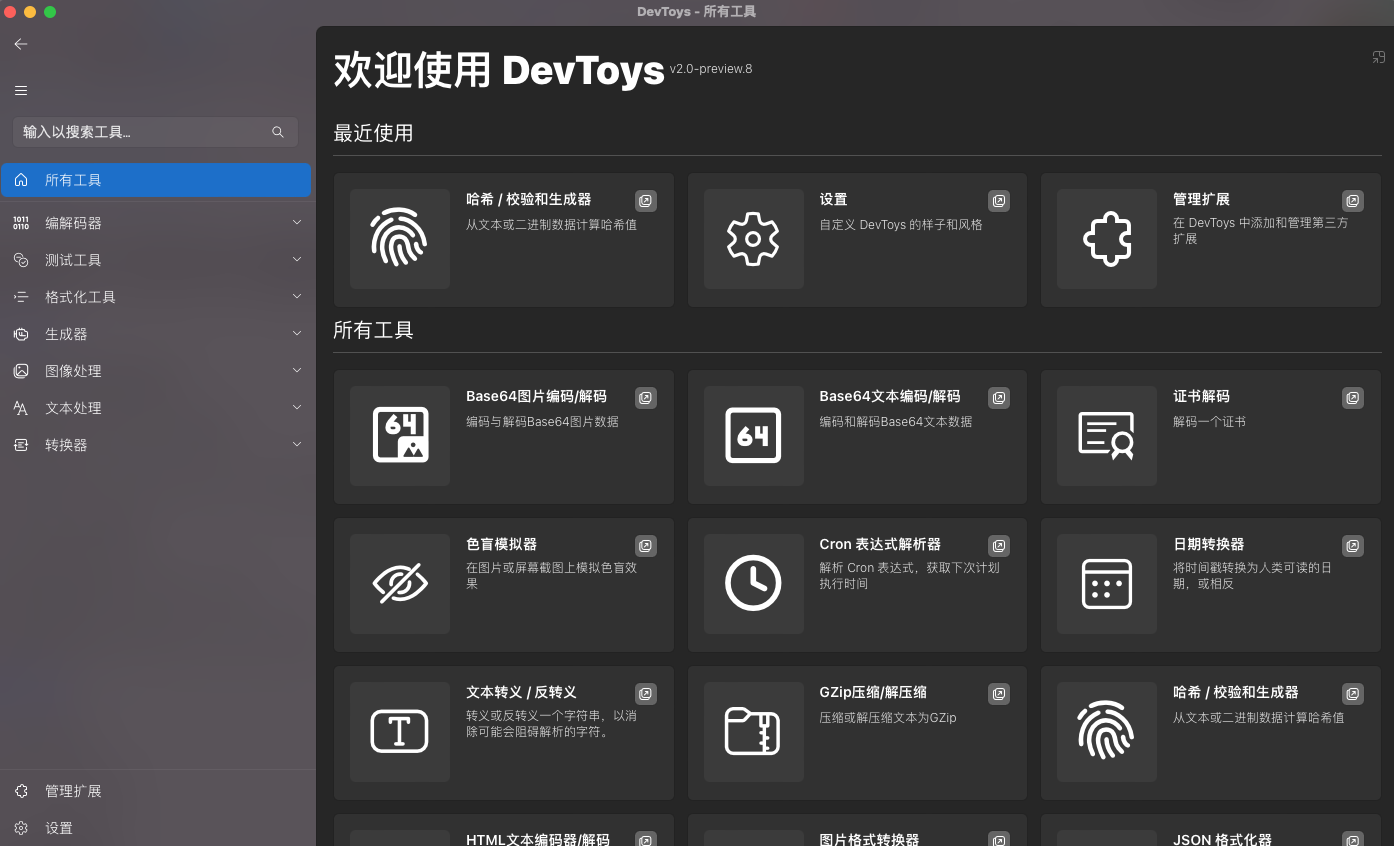 DevToys - 所有工具
输入以搜索工具...
所有工具
编解码器
测试工具
格式化工具
生成器
图像处理
文本处理
转换器
管理扩展
设置
欢迎使用 DevToys v2.0-preview.8
最近使用
哈希 / 校验和生成器
从文本或二进制数据计算哈希值
设置
自定义 DevToys 的样子和风格
管理扩展
在 DevToys 中添加和管理第三方
扩展
所有工具
Base64图片编码/解码
编码与解码Base64图片数据
Base64文本编码/解码
编码和解码Base64文本数据
证书解码
解码一个证书
色盲模拟器
在图片或屏幕截图上模拟色盲效
果
Cron 表达式解析器
解析 Cron 表达式，获取下次计划
执行时间
日期转换器
将时间戳转换为人类可读的日
期，或相反
文本转义 / 反转义
转义或反转义一个字符串，以消
除可能会阻碍解析的字符。
GZip压缩/解压缩
压缩或解压缩文本为GZip
哈希 / 校验和生成器
从文本或二进制数据计算哈希值
HTML文本编码器/解码
图片格式转换器
JSON 格式化器